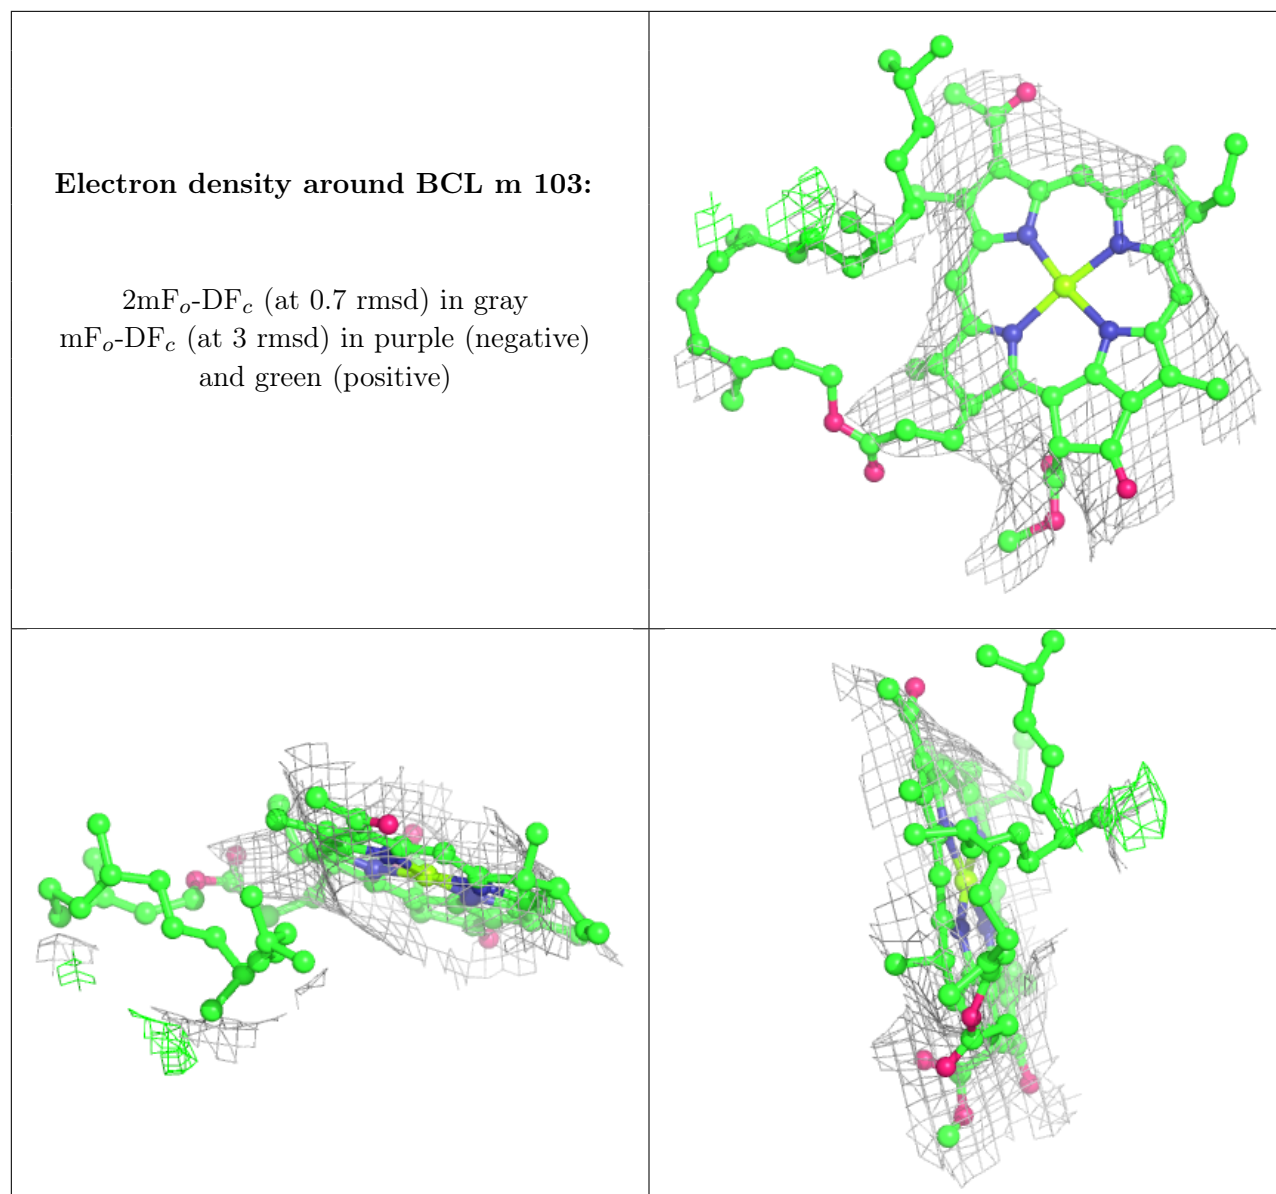 Electron density around BCL m 103:
2mFo-DFc (at 0.7 rmsd) in gray
mFo-DFc (at 3 rmsd) in purple (negative)
and green (positive)